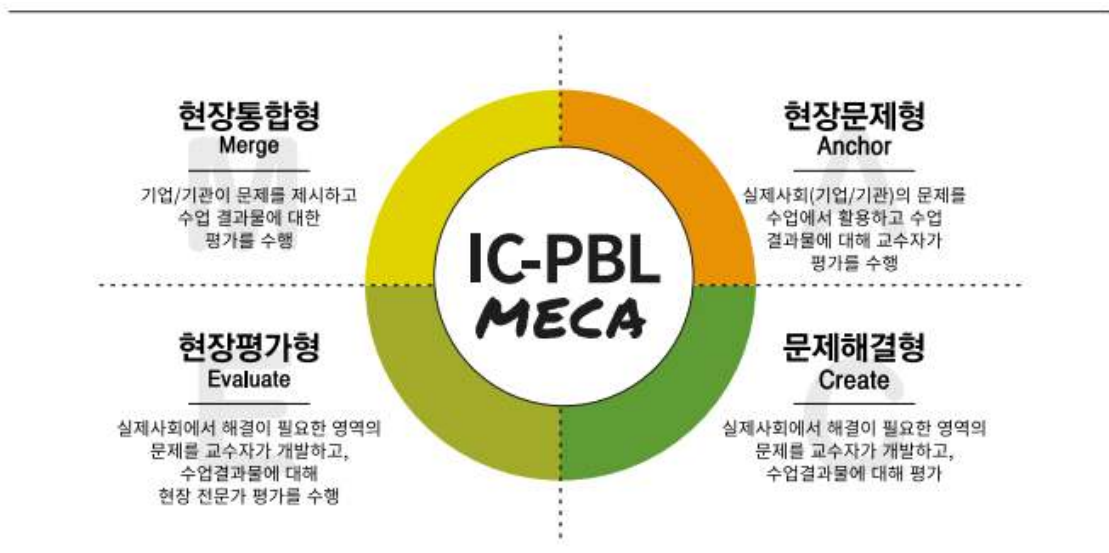 현장통합형
Merge
기업/기관이 문제를 제시하고
수업 결과물에 대한
평가를 수행
현장문제형
Anchor
실제사회(기업/기관)의 문제를
수업에서 활용하고 수업
결과물에 대해 교수자가
평가를 수행
IC-PBL
MECA
현장평가형
Evaluate
실제사회에서 해결이 필요한 영역의
문제를 교수자가 개발하고,
수업결과물에 대해
현장 전문가 평가를 수행
문제해결형
Create
실제사회에서 해결이 필요한 영역의
문제를 교수자가 개발하고,
수업결과물에 대해 평가
M
A
E
C